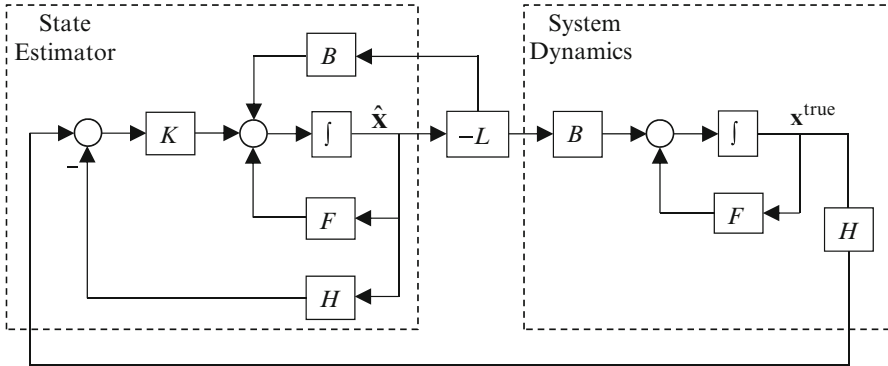 State
Estimator
System
Dynamics
B
K
∫
x̂
−L
B
∫
x^true
−
F
F
H
H